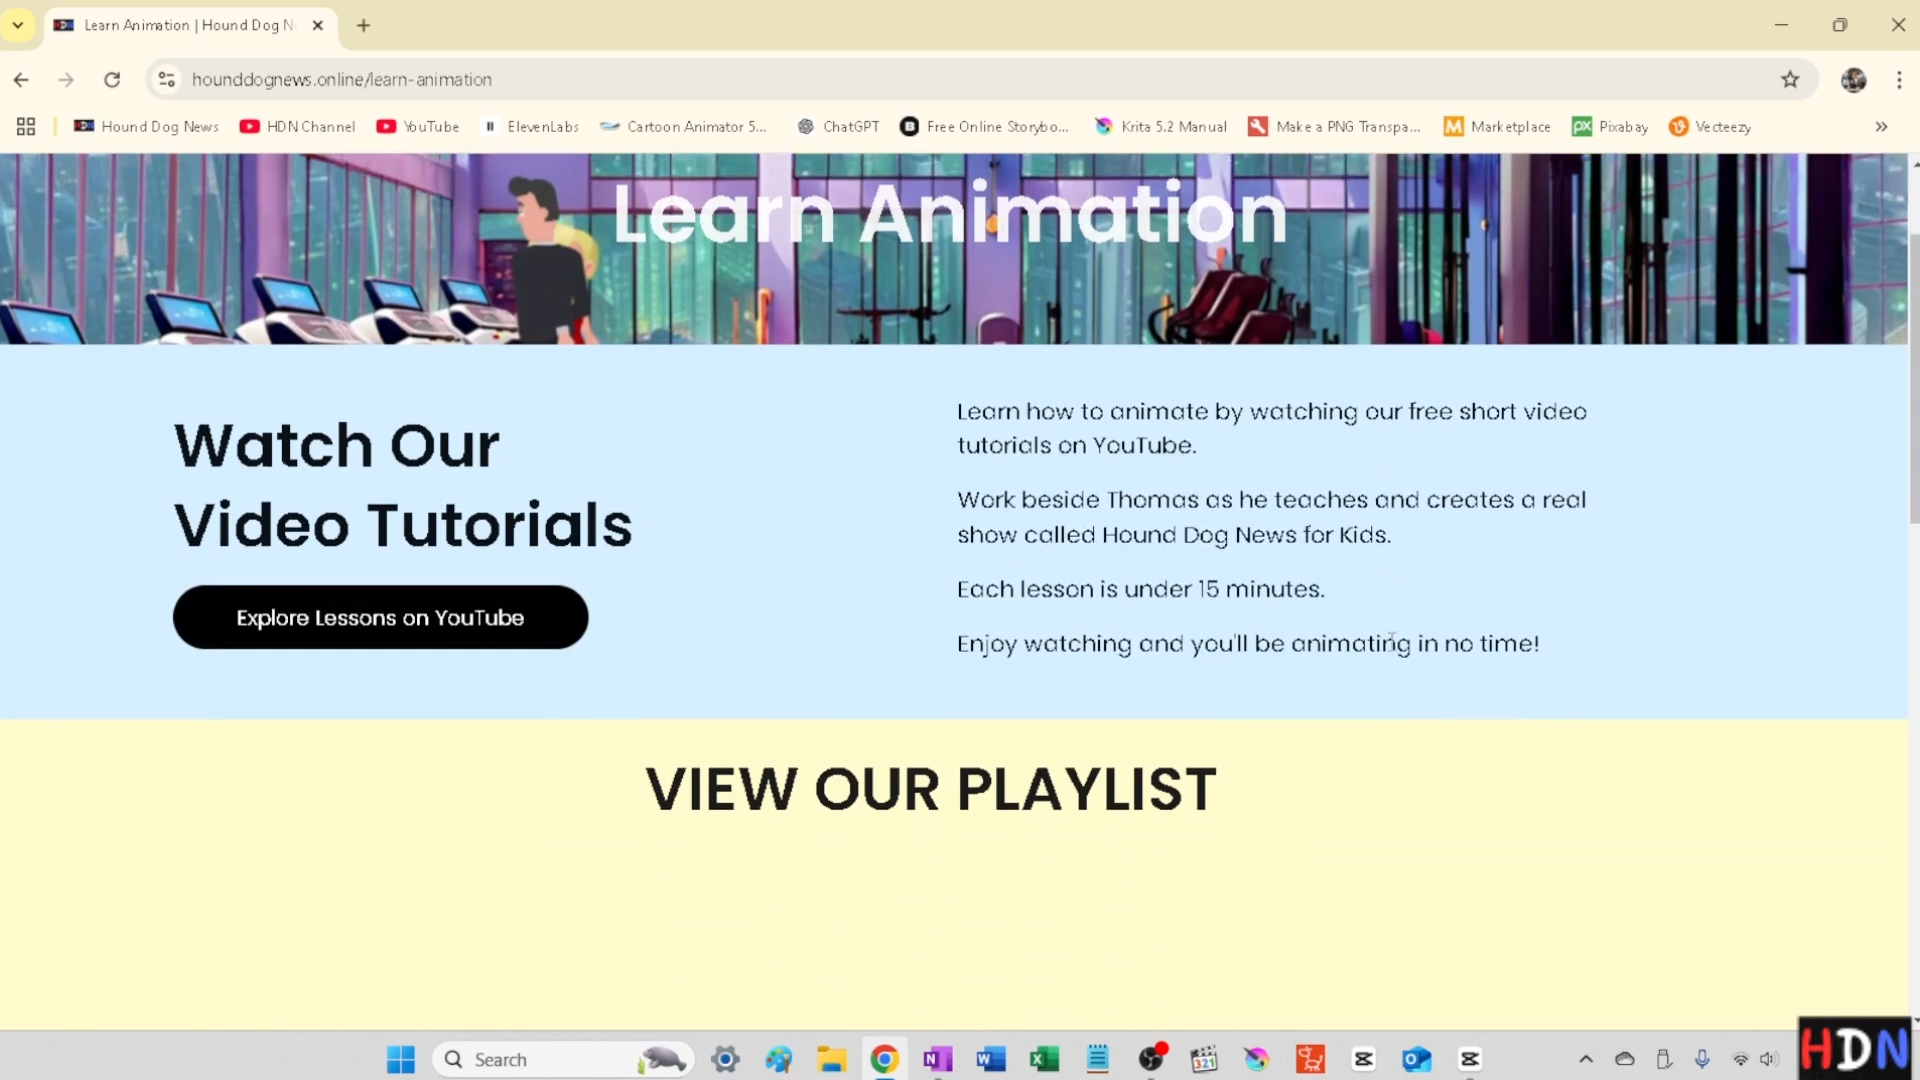 Learn Animation | Hound Dog N
hounddognews.online/learn-animation
Hound Dog News
HDN Channel
YouTube
ElevenLabs
Cartoon Animator 5...
ChatGPT
Free Online Storybo...
Krita 5.2 Manual
Make a PNG Transpa...
Marketplace
Pixabay
Vecteezy
Learn Animation
Watch Our
Video Tutorials
Explore Lessons on YouTube
Learn how to animate by watching our free short video
tutorials on YouTube.
Work beside Thomas as he teaches and creates a real
show called Hound Dog News for Kids.
Each lesson is under 15 minutes.
Enjoy watching and you'll be animating in no time!
VIEW OUR PLAYLIST
Search
321
HDN